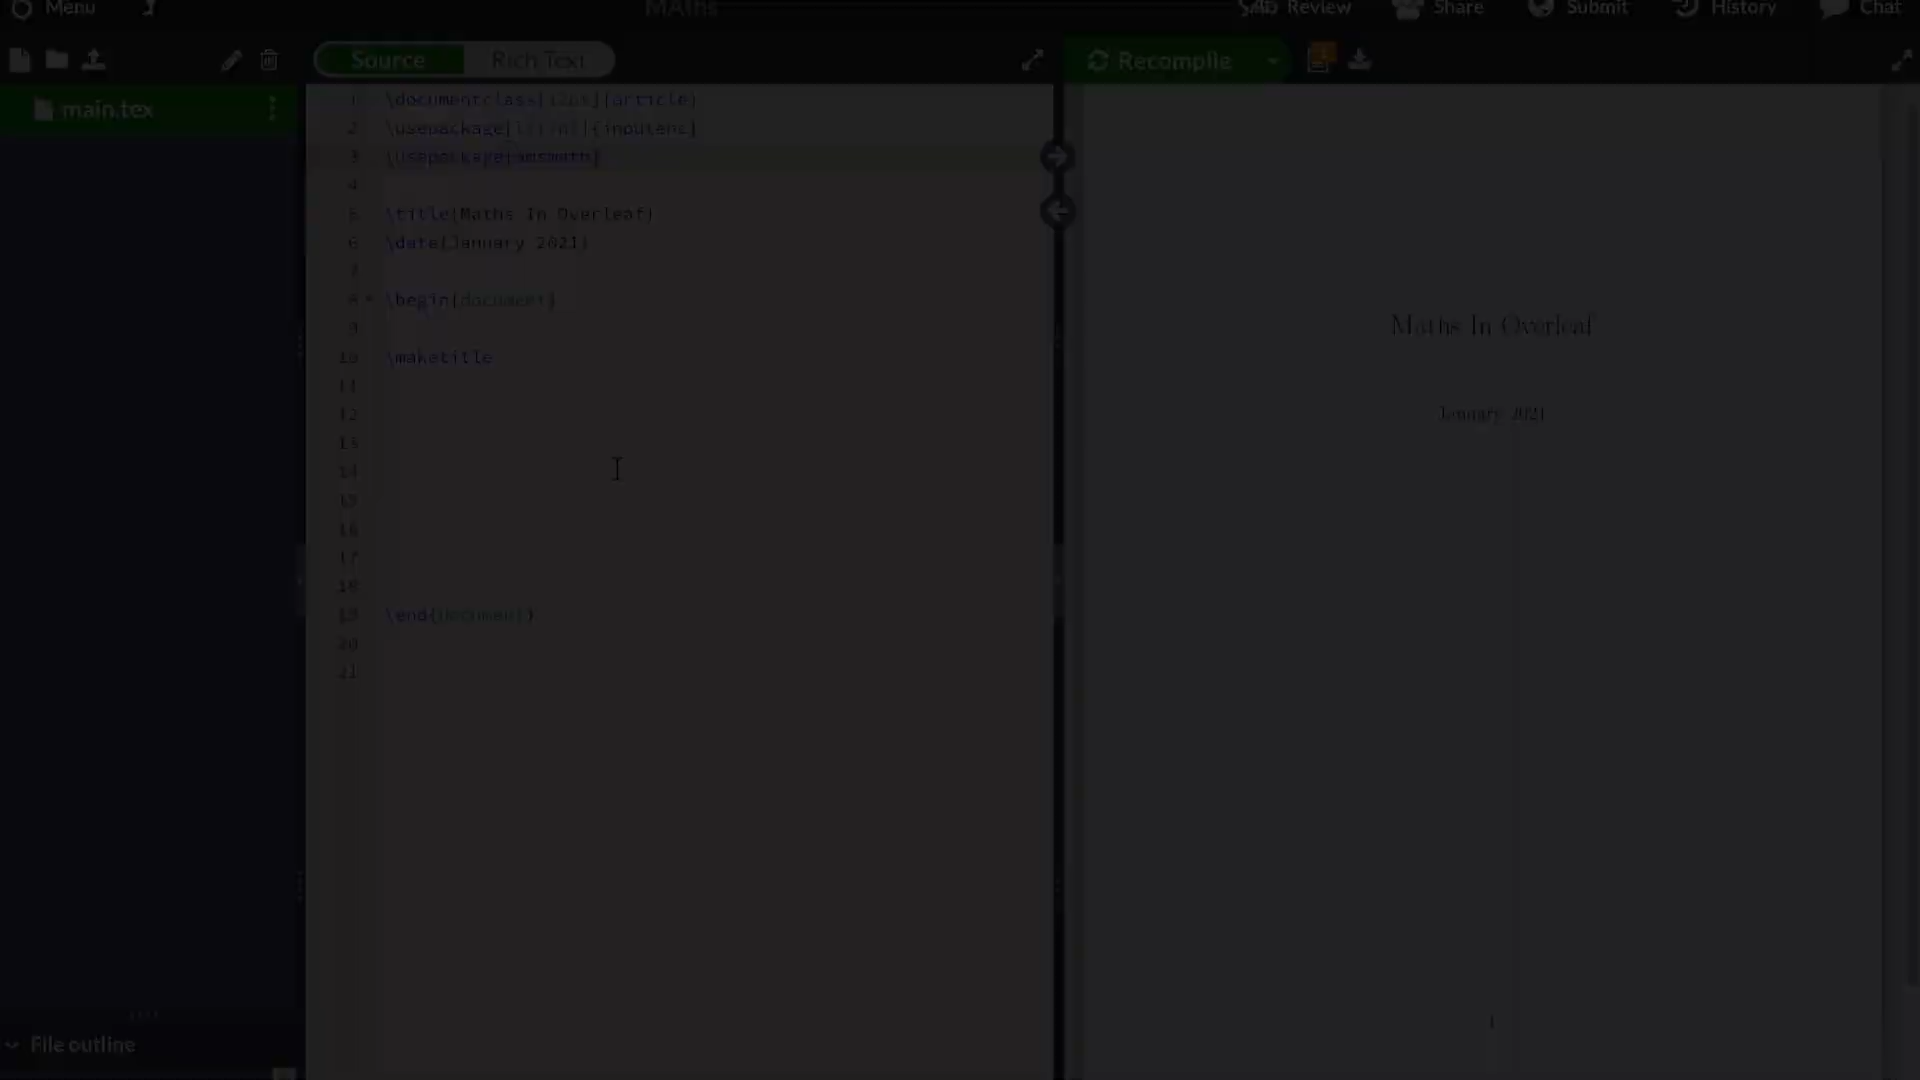 Menu
MAths
Review
Share
Submit
History
Chat
Source
Rich Text
Recompile
main.tex
1 \documentclass[12pt]{article}
2 \usepackage[utf8]{inputenc}
3 \usepackage{amsmath}
4
5 \title{Maths In Overleaf}
6 \date{January 2021}
7
8 \begin{document}
9
10 \maketitle
11
12
13
14
15
16
17
18
19 \end{document}
20
21
Maths In Overleaf
January 2021
1
File outline